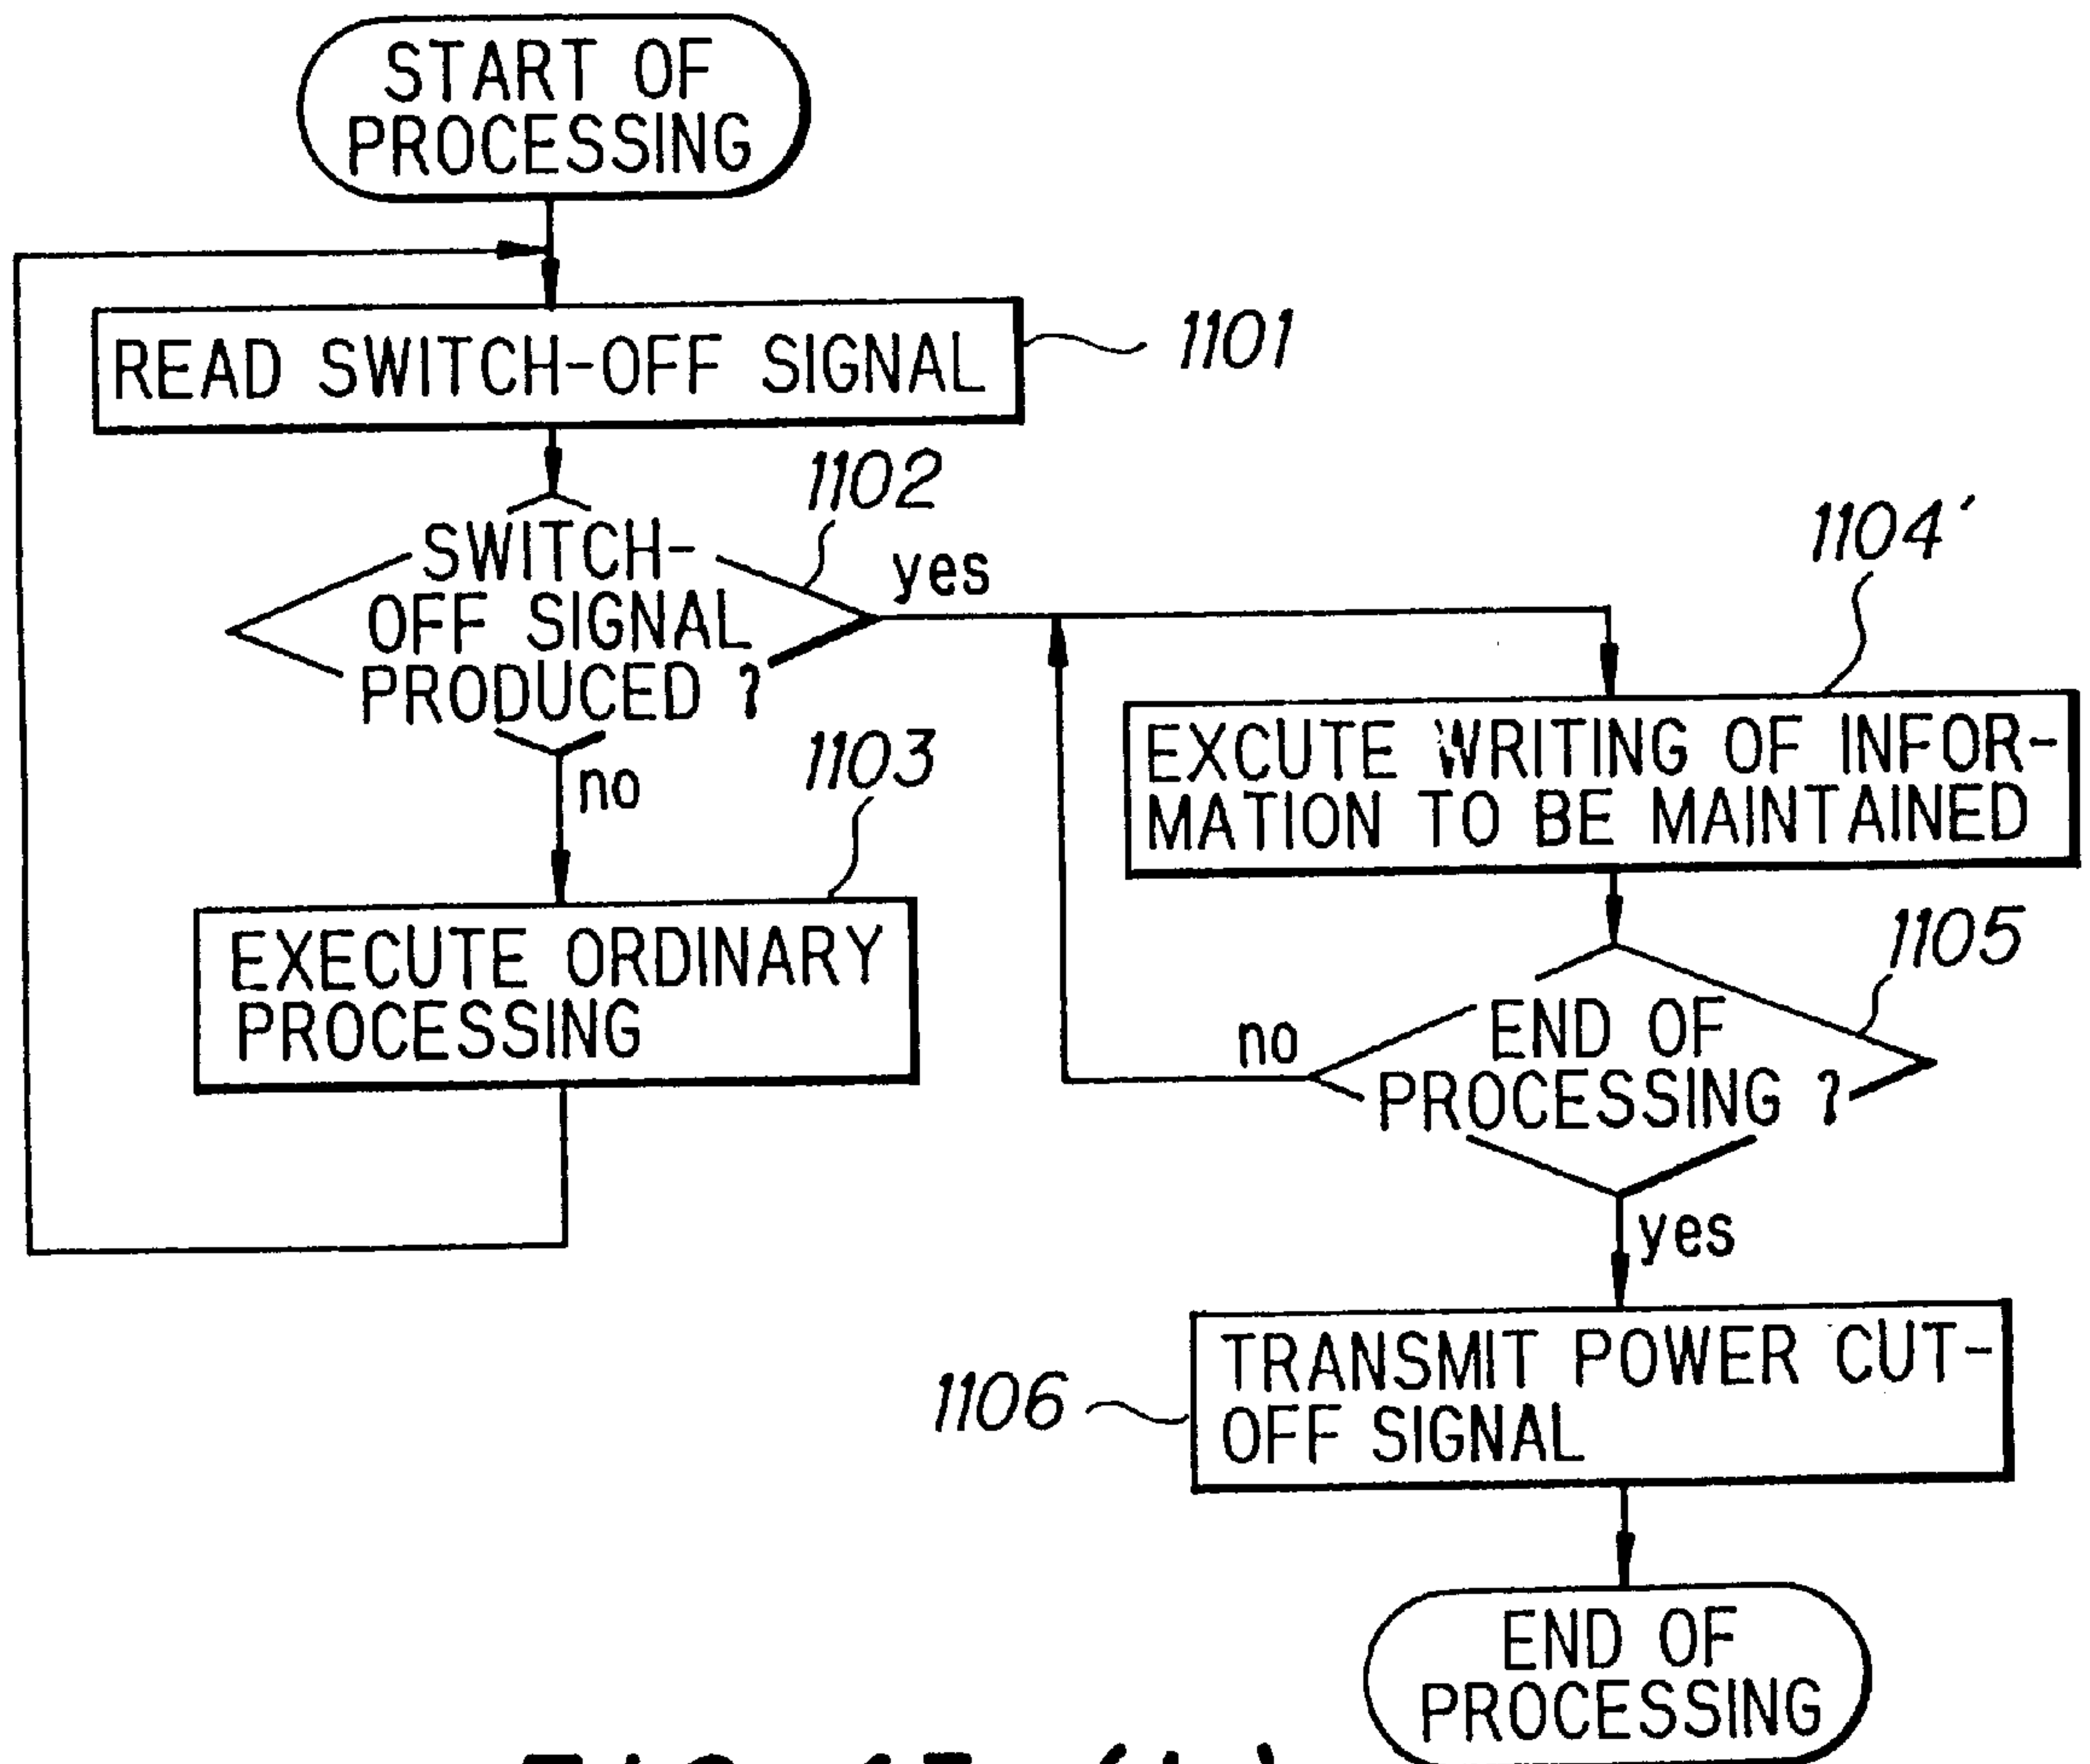 START OF
PROCESSING
READ SWITCH-OFF SIGNAL
1101
1102
SWITCH-
OFF SIGNAL
PRODUCED ?
yes
no
1103
EXECUTE ORDINARY
PROCESSING
1104'
EXCUTE WRITING OF INFOR-
MATION TO BE MAINTAINED
1105
END OF
PROCESSING ?
no
yes
1106
TRANSMIT POWER CUT-
OFF SIGNAL
END OF
PROCESSING